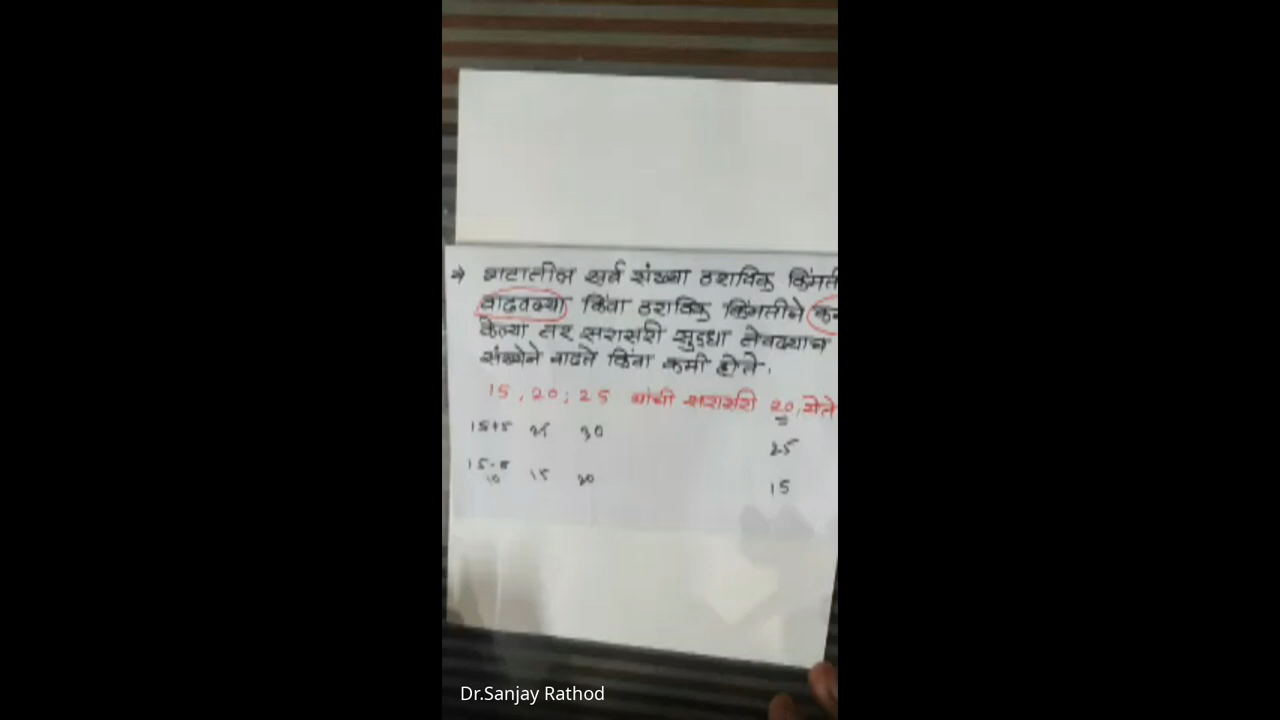 ⇒ गटातील सर्व संख्या ठराविक किंमती
वाढवल्या किंवा ठराविक किंमतीने
केल्या तर सरासरी सुद्धा तेवढ्याच
संख्येने वाढते किंवा कमी होते.
15, 20, 25 यांची सरासरी 20, येते
15+5 25 30 25
15-5 15 20 15
10
Dr.Sanjay Rathod